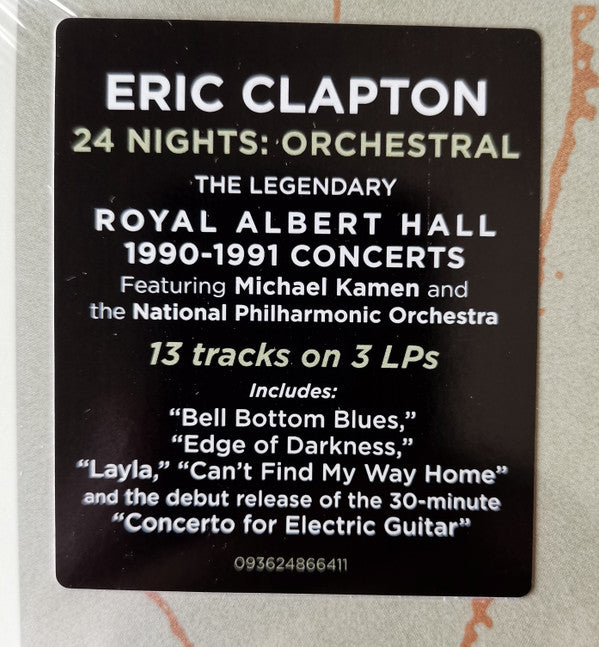 ERIC CLAPTON
24 NIGHTS: ORCHESTRAL
THE LEGENDARY
ROYAL ALBERT HALL
1990-1991 CONCERTS
Featuring Michael Kamen and
the National Philharmonic Orchestra
13 tracks on 3 LPs
Includes:
“Bell Bottom Blues,”
“Edge of Darkness,”
“Layla,” “Can’t Find My Way Home”
and the debut release of the 30-minute
“Concerto for Electric Guitar”
093624866411